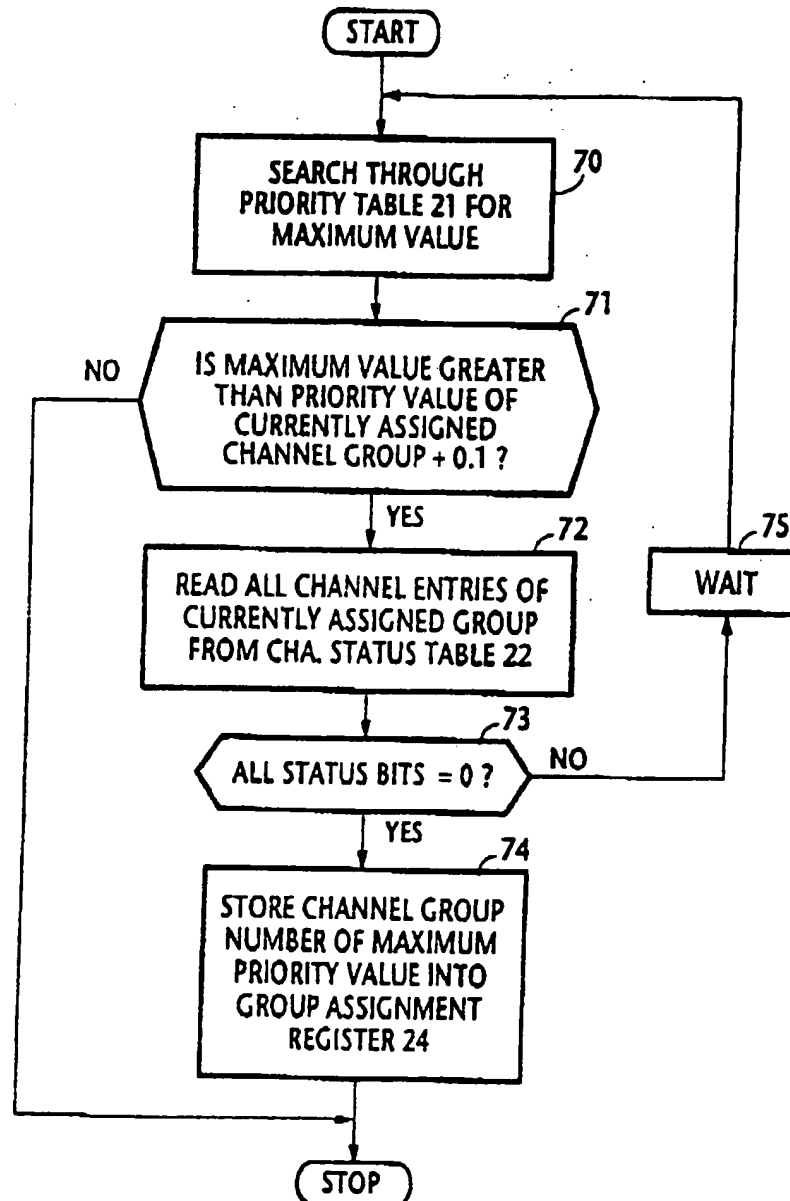 START
70
SEARCH THROUGH
PRIORITY TABLE 21 FOR
MAXIMUM VALUE
71
NO
IS MAXIMUM VALUE GREATER
THAN PRIORITY VALUE OF
CURRENTLY ASSIGNED
CHANNEL GROUP + 0.1 ?
YES
72
75
READ ALL CHANNEL ENTRIES OF
CURRENTLY ASSIGNED GROUP
FROM CHA. STATUS TABLE 22
WAIT
73
ALL STATUS BITS = 0 ?
NO
YES
74
STORE CHANNEL GROUP
NUMBER OF MAXIMUM
PRIORITY VALUE INTO
GROUP ASSIGNMENT
REGISTER 24
STOP